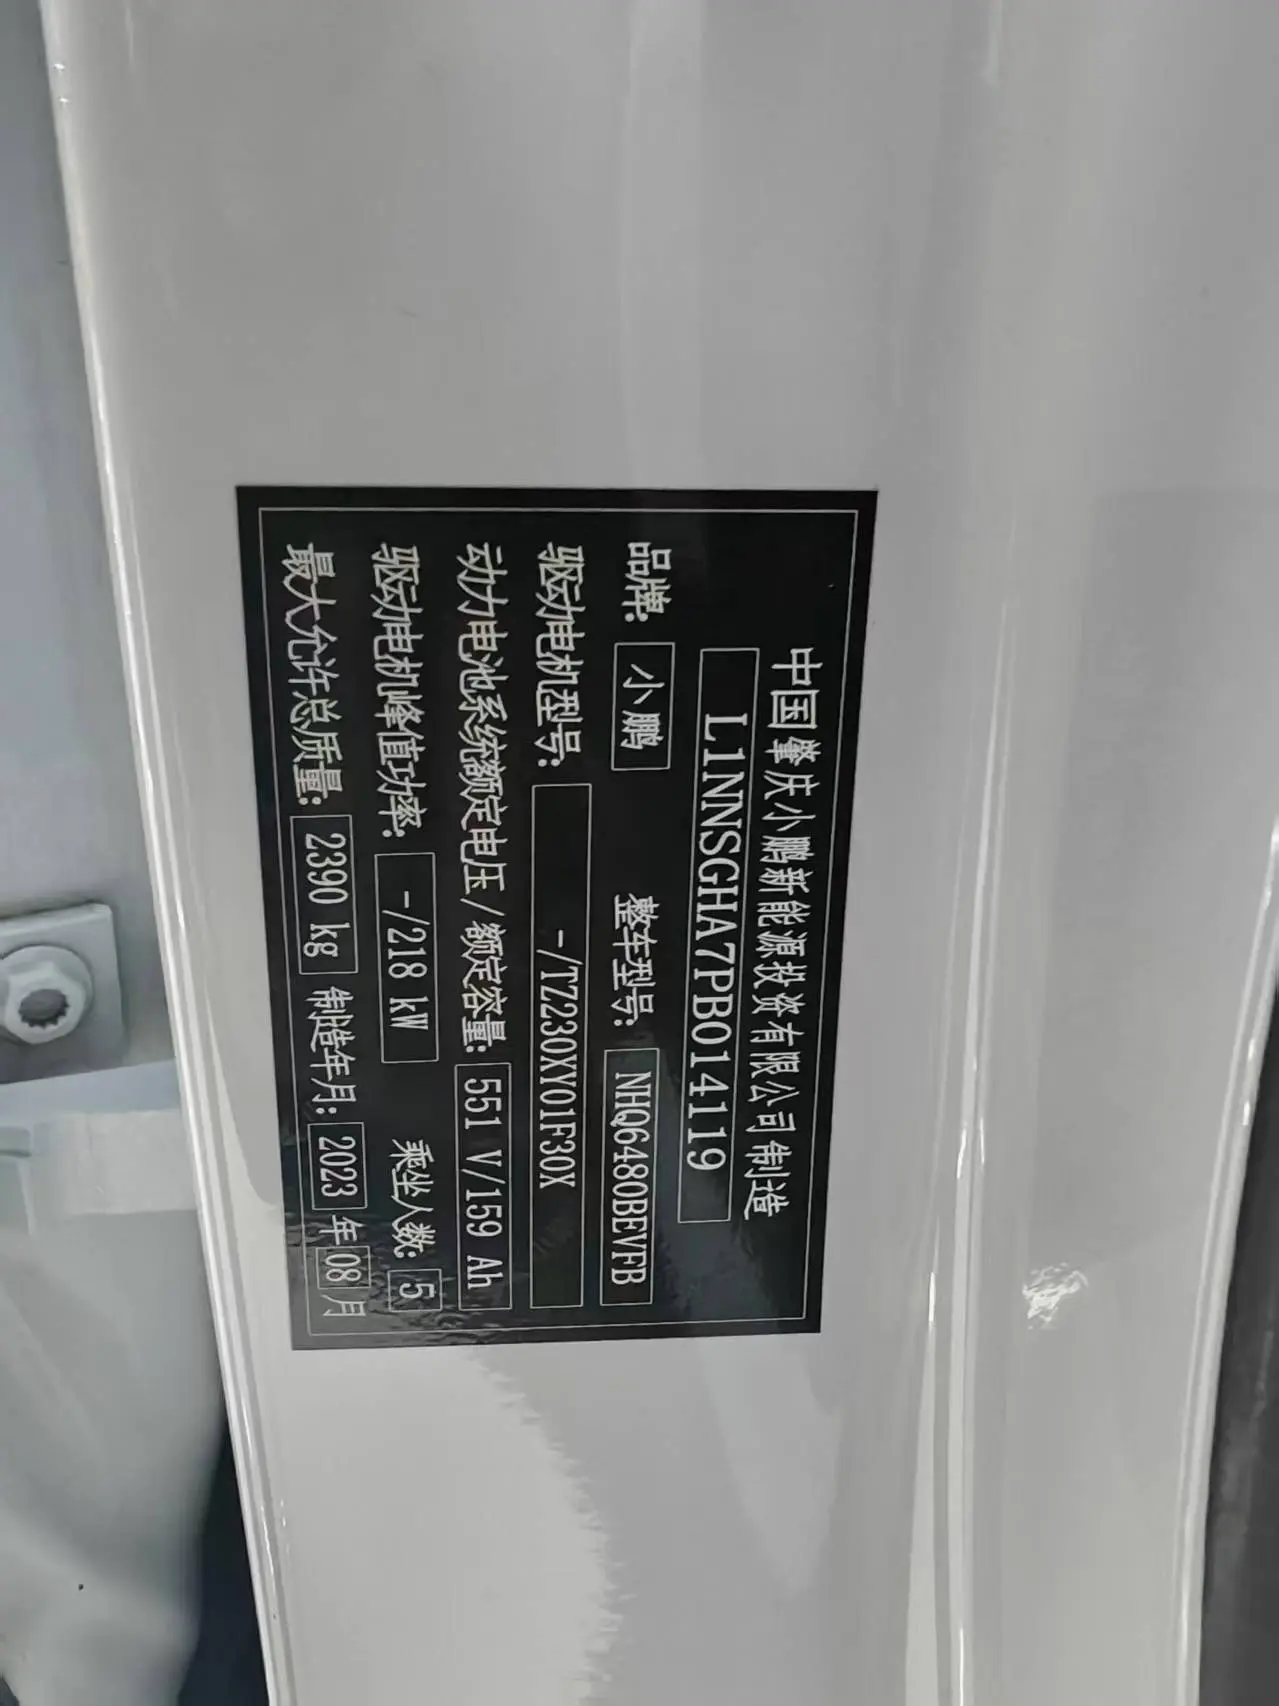 中国肇庆小鹏新能源投资有限公司制造
L1NNSGHA7PB014119
品牌: 小鹏 整车型号: NHQ6480BEVFB
驱动电机型号: -/TZ230XY01F30X
动力电池系统额定电压/额定容量: 551 V/159 Ah
驱动电机峰值功率: -/218 kW 乘坐人数: 5
最大允许总质量: 2390 kg 制造年月: 2023 年 08 月